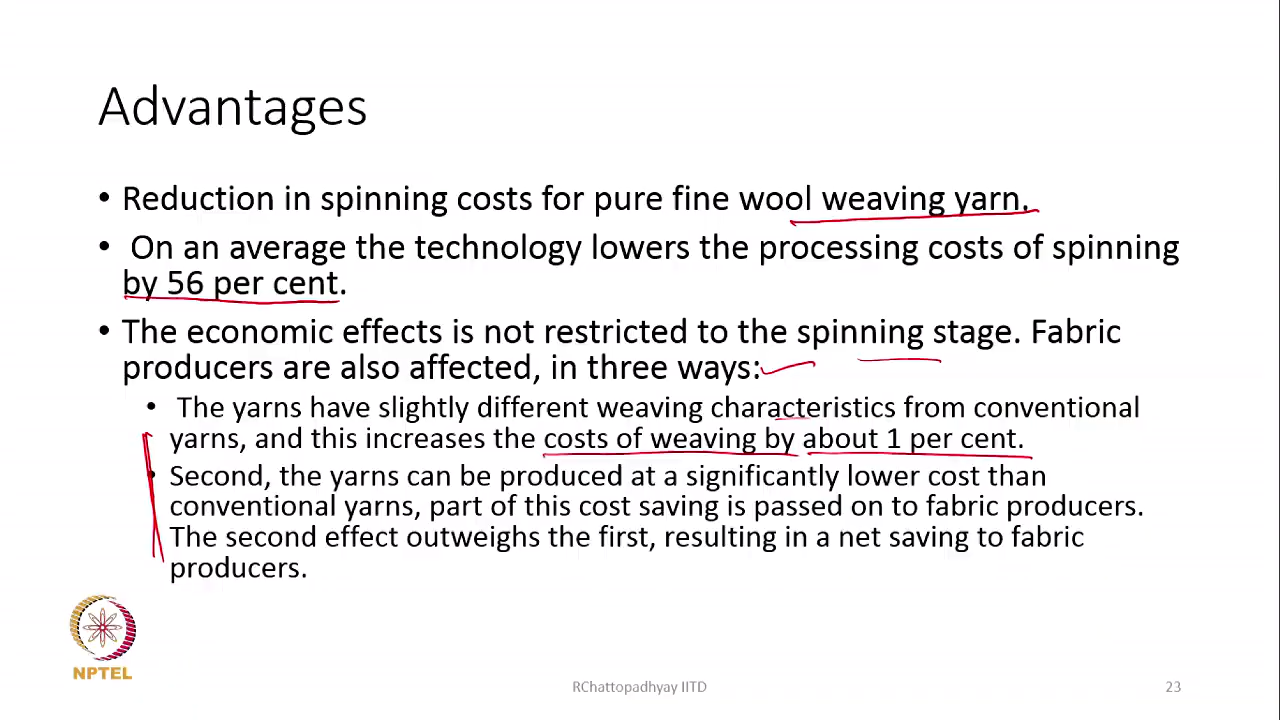 Advantages
• Reduction in spinning costs for pure fine wool weaving yarn.
• On an average the technology lowers the processing costs of spinning
by 56 per cent.
• The economic effects is not restricted to the spinning stage. Fabric
producers are also affected, in three ways:
• The yarns have slightly different weaving characteristics from conventional
yarns, and this increases the costs of weaving by about 1 per cent.
• Second, the yarns can be produced at a significantly lower cost than
conventional yarns, part of this cost saving is passed on to fabric producers.
The second effect outweighs the first, resulting in a net saving to fabric
producers.
NPTEL
RChattopadhyay IITD
23